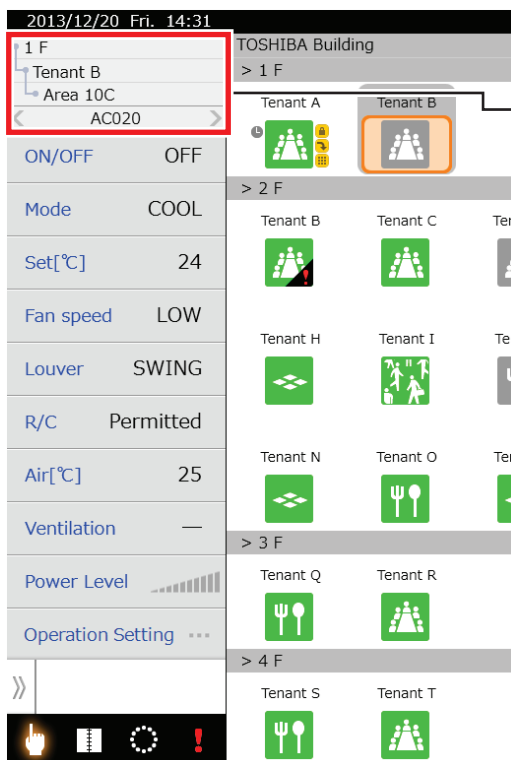 2013/12/20 Fri. 14:31
1 F
Tenant B
Area 10C
AC020
ON/OFF OFF
Mode COOL
Set[℃] 24
Fan speed LOW
Louver SWING
R/C Permitted
Air[℃] 25
Ventilation —
Power Level
Operation Setting ...
TOSHIBA Building
> 1 F
Tenant A Tenant B
> 2 F
Tenant B Tenant C
Tenant H Tenant I
Tenant N Tenant O
> 3 F
Tenant Q Tenant R
> 4 F
Tenant S Tenant T